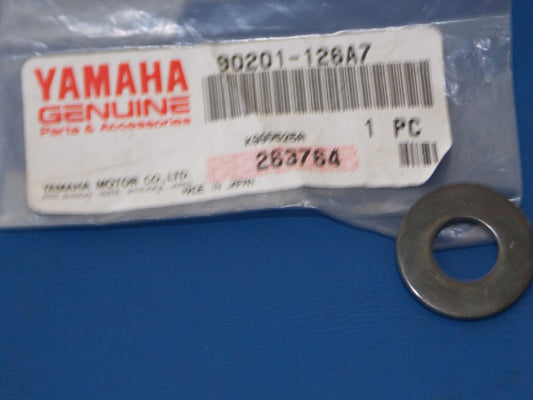 YAMAHA
GENUINE
Parts & Accessories
90201-126A7
1 PC
263764
YAMAHA MOTOR CO.,LTD.
MADE IN JAPAN